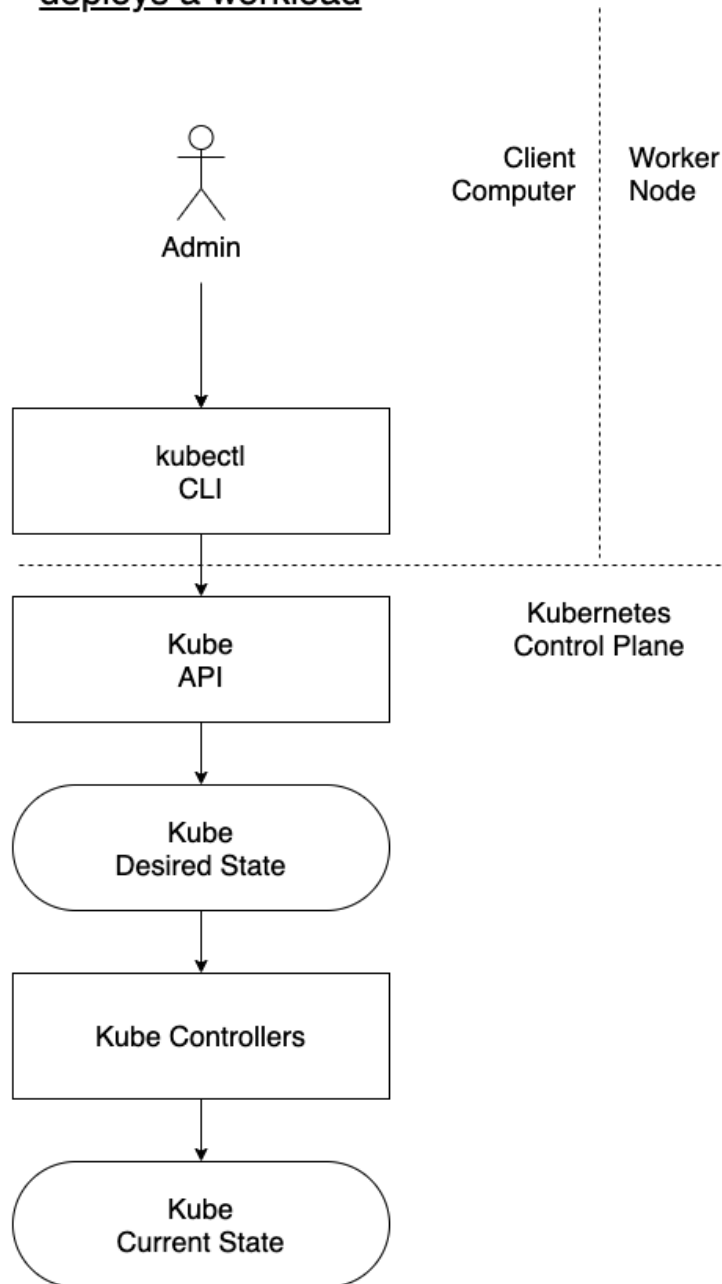 deploys a workload
Client
Computer
Worker
Node
Admin
kubectl
CLI
Kubernetes
Control Plane
Kube
API
Kube
Desired State
Kube Controllers
Kube
Current State